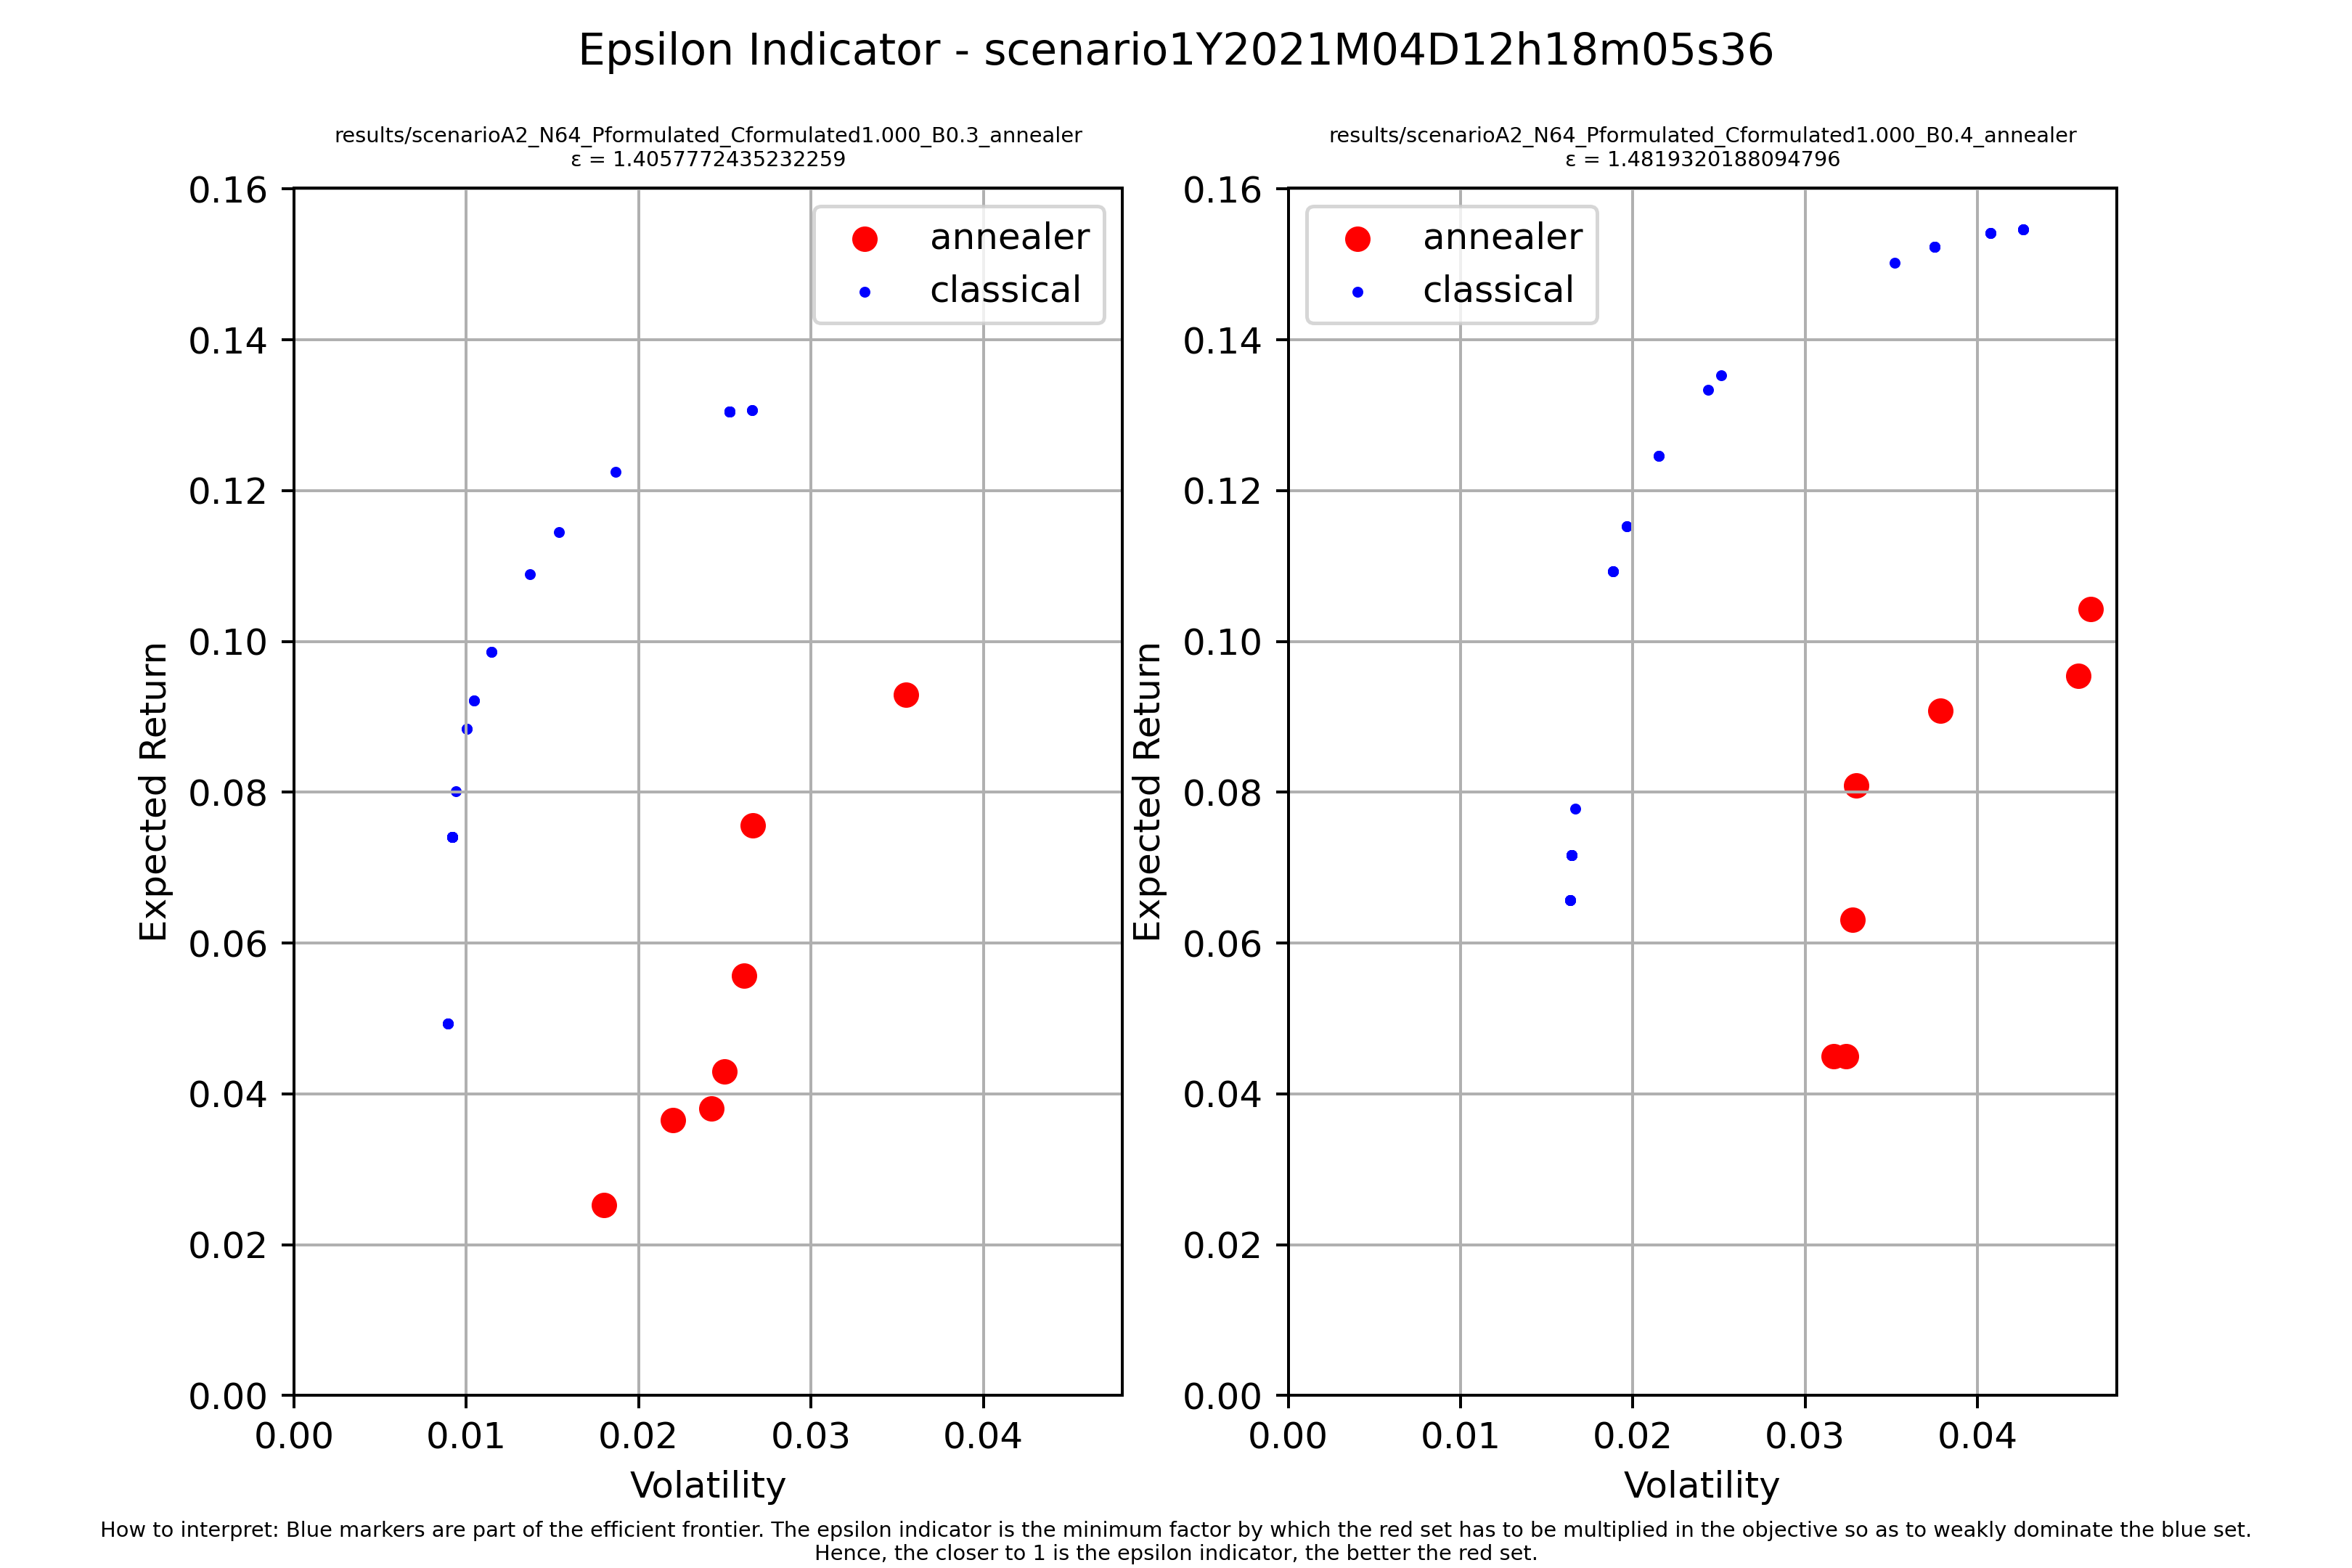 Epsilon Indicator - scenario1Y2021M04D12h18m05s36
results/scenarioA2_N64_Pformulated_Cformulated1.000_B0.3_annealer
ε = 1.4057772435232259
annealer
classical
0.16
0.14
0.12
0.10
0.08
0.06
0.04
0.02
0.00
Expected Return
0.00 0.01 0.02 0.03 0.04
Volatility
results/scenarioA2_N64_Pformulated_Cformulated1.000_B0.4_annealer
ε = 1.4819320188094796
annealer
classical
0.16
0.14
0.12
0.10
0.08
0.06
0.04
0.02
0.00
Expected Return
0.00 0.01 0.02 0.03 0.04
Volatility
How to interpret: Blue markers are part of the efficient frontier. The epsilon indicator is the minimum factor by which the red set has to be multiplied in the objective so as to weakly dominate the blue set.
Hence, the closer to 1 is the epsilon indicator, the better the red set.